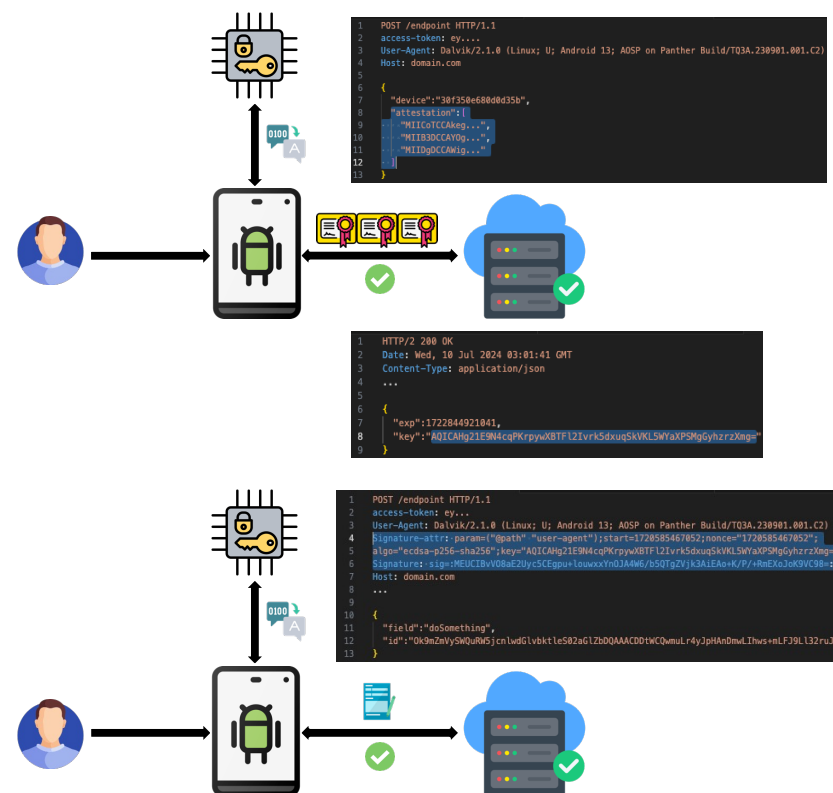 1 POST /endpoint HTTP/1.1
2 access-token: ey....
3 User-Agent: Dalvik/2.1.0 (Linux; U; Android 13; AOSP on Panther Build/TQ3A.230901.001.C2)
4 Host: domain.com
5
6 {
7 "device":"30f350e680d0d35b",
8 "attestation":[
9 "MIICoTCCAkeg...",
10 "MIIB3DCCAYOg...",
11 "MIIDgDCCAWig..."
12 ]
13 }
0100
A
1 HTTP/2 200 OK
2 Date: Wed, 10 Jul 2024 03:01:41 GMT
3 Content-Type: application/json
4 ...
5
6 {
7 "exp":1722844921041,
8 "key":"AQICAHg21E9N4cqPKrpywXBTFl2Ivrk5dxuqSkVKL5WYaXPSMgGyhzrzXmg="
9 }
1 POST /endpoint HTTP/1.1
2 access-token: ey...
3 User-Agent: Dalvik/2.1.0 (Linux; U; Android 13; AOSP on Panther Build/TQ3A.230901.001.C2)
4 Signature-attr: param=("@path" "user-agent");start=1720585467052;nonce="1720585467052";
5 algo="ecdsa-p256-sha256";key="AQICAHg21E9N4cqPKrpywXBTFl2Ivrk5dxuqSkVKL5WYaXPSMgGyhzrzXmg=
6 Signature: sig=:MEUCIBvVO8aE2Uyc5CEgpu+louwxxYnOJA4W6/b5QTgZVjk3AiEAo+K/P/+RmEXoJoK9VC98=:
7 Host: domain.com
8 ...
9
10 {
11 "field":"doSomething",
12 "id":"Ok9mZmVySWQuRW5jcnlwdGlvbktleS02aGlZbDQAAACDDtWCQwmuLr4yJpHAnDmwLIhws+mLFJ9Ll32ruJ
13 }
0100
A